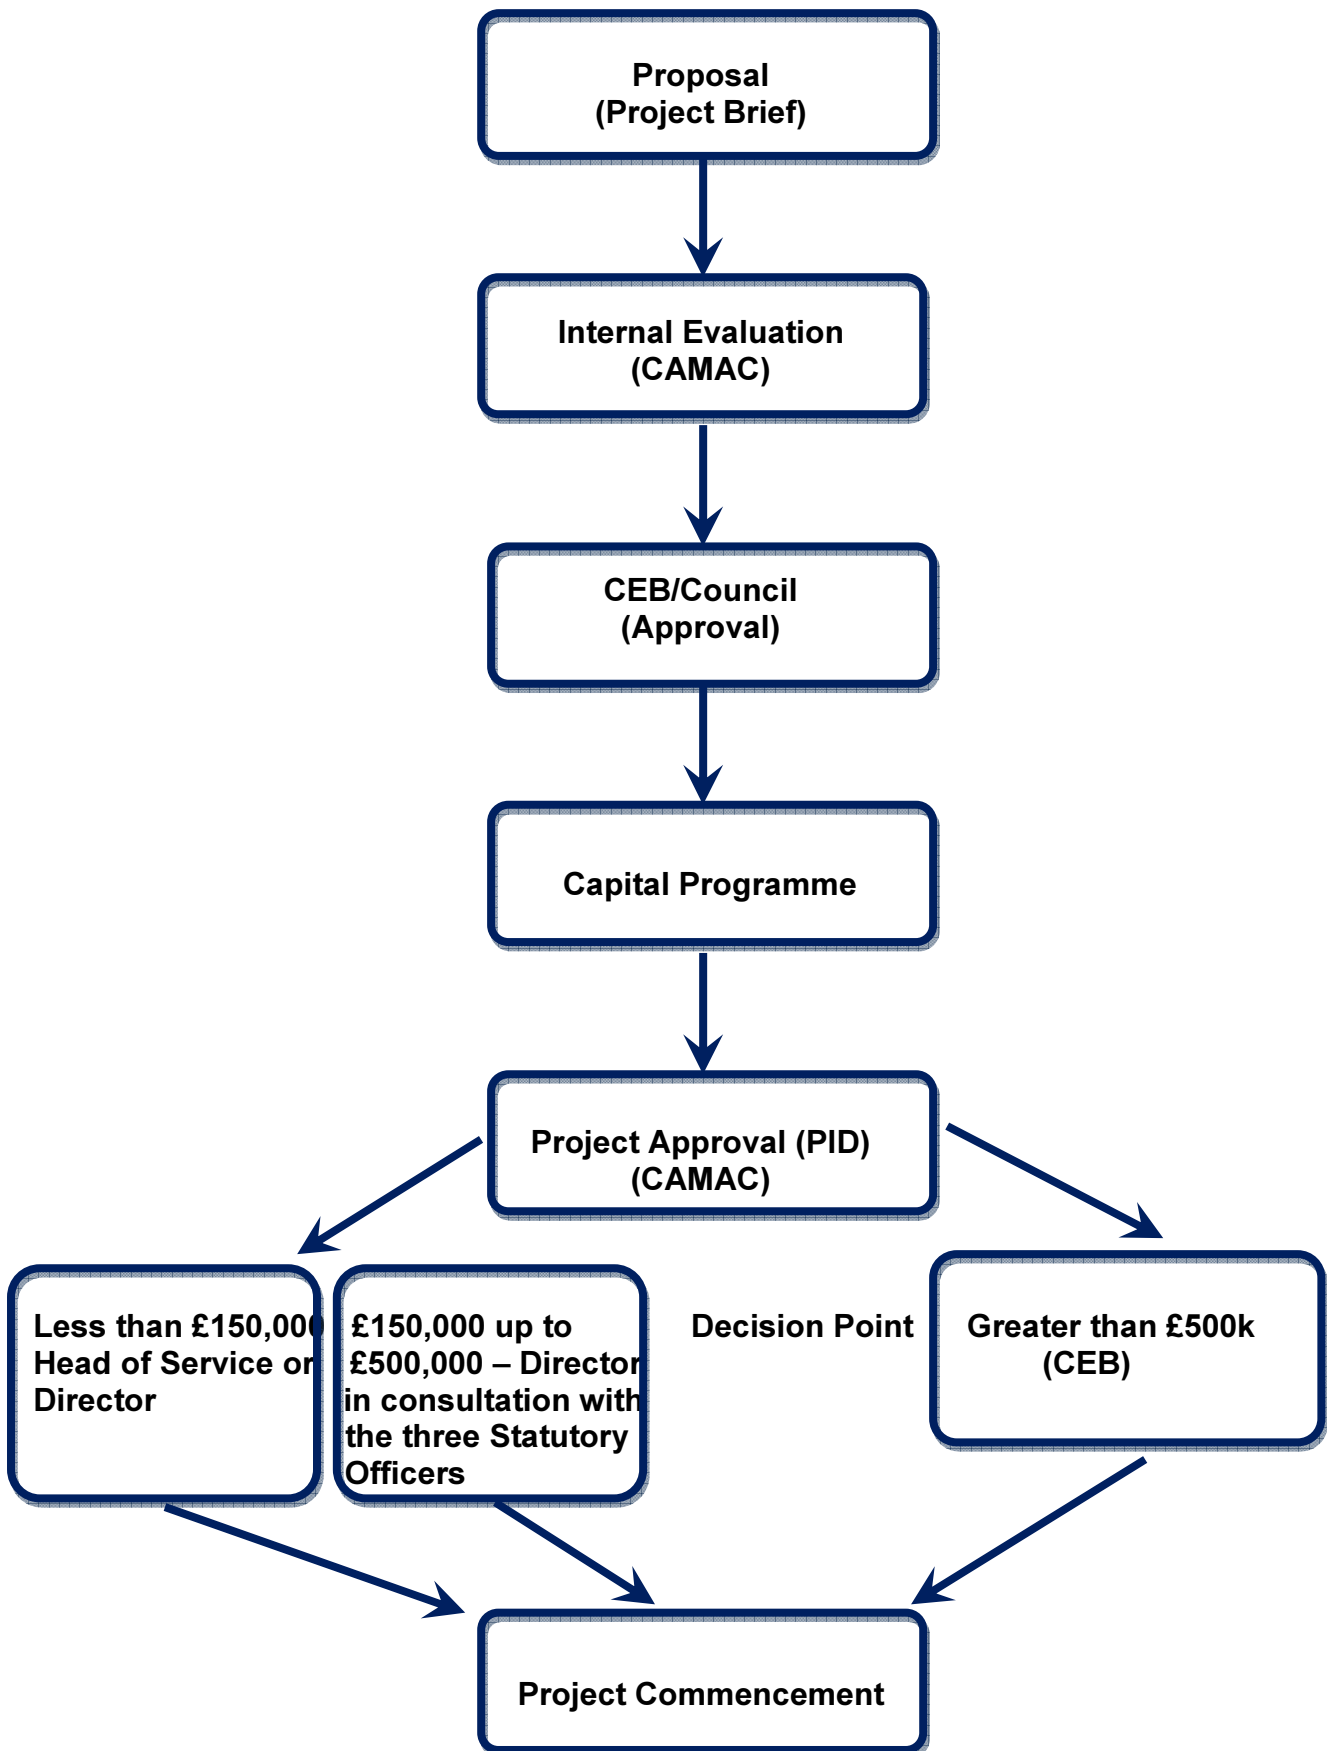 Proposal
(Project Brief)
Internal Evaluation
(CAMAC)
CEB/Council
(Approval)
Capital Programme
Project Approval (PID)
(CAMAC)
Less than £150,000
Head of Service or
Director
£150,000 up to
£500,000 – Director
in consultation with
the three Statutory
Officers
Decision Point
Greater than £500k
(CEB)
Project Commencement